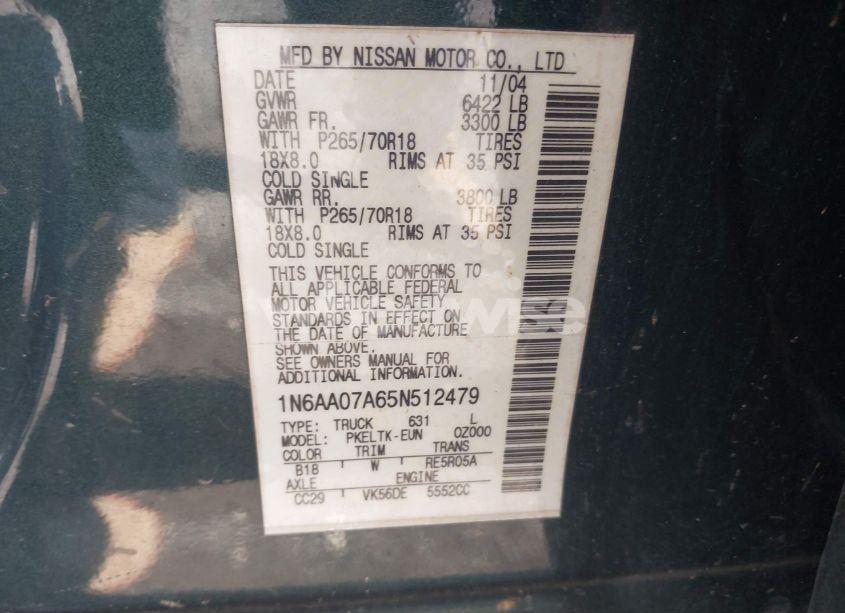 MFD BY NISSAN MOTOR CO., LTD
DATE 11/04
GVWR 6422 LB
GAWR FR. 3300 LB
WITH P265/70R18 TIRES
18X8.0 RIMS AT 35 PSI
COLD SINGLE
GAWR RR. 3800 LB
WITH P265/70R18 TIRES
18X8.0 RIMS AT 35 PSI
COLD SINGLE
THIS VEHICLE CONFORMS TO
ALL APPLICABLE FEDERAL
MOTOR VEHICLE SAFETY
STANDARDS IN EFFECT ON
THE DATE OF MANUFACTURE
SHOWN ABOVE.
SEE OWNERS MANUAL FOR
ADDITIONAL INFORMATION.
1N6AA07A65N512479
TYPE: TRUCK 631 L
MODEL: PKELTK-EUN 0Z000
COLOR TRIM TRANS
B18 W RE5R05A
AXLE ENGINE
CC29 VK56DE 5552CC